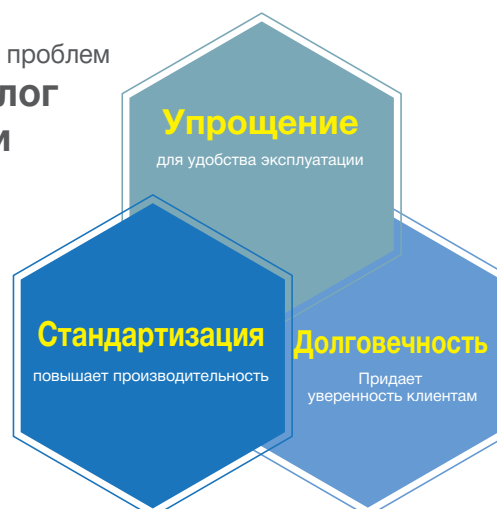 проблем
лог
и
Упрощение
для удобства эксплуатации
Стандартизация
повышает производительность
Долговечность
Придает
уверенность клиентам